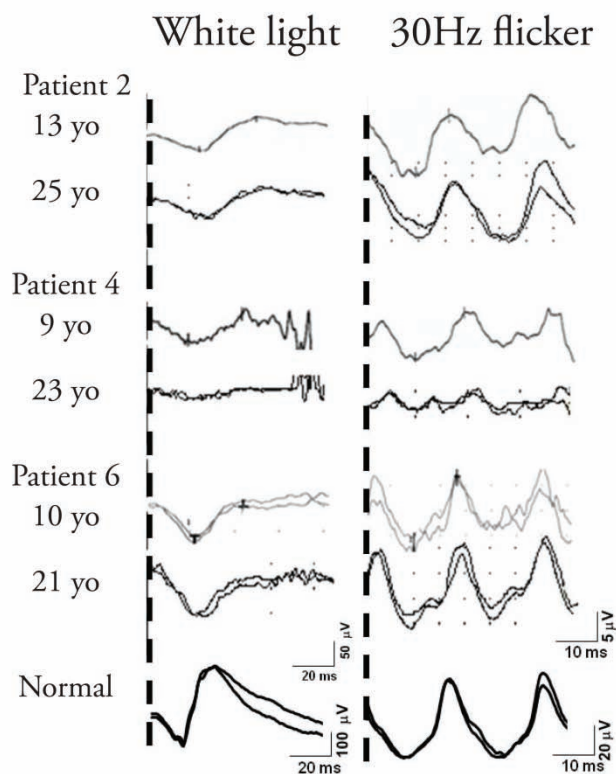 White light 30Hz flicker
Patient 2
13 yo
25 yo
Patient 4
9 yo
23 yo
Patient 6
10 yo
21 yo
50 µV
20 ms
5 µV
10 ms
Normal
100 µV
20 ms
20 µV
10 ms